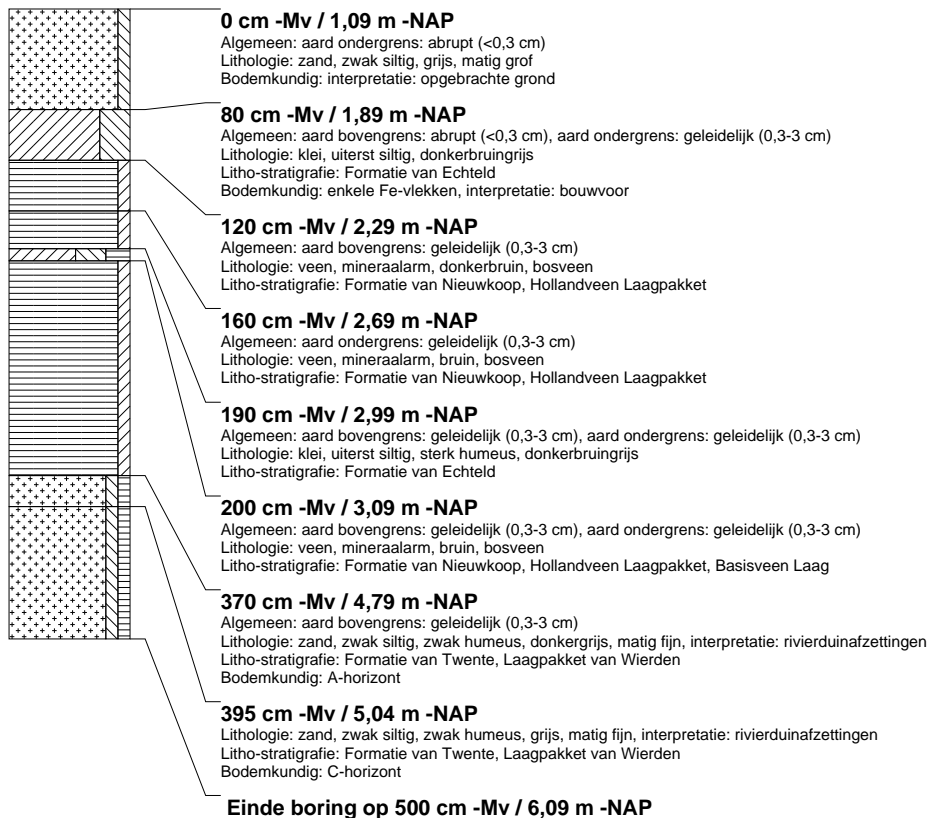 0 cm -Mv / 1,09 m -NAP
Algemeen: aard ondergrens: abrupt (<0,3 cm)
Lithologie: zand, zwak siltig, grijs, matig grof
Bodemkundig: interpretatie: opgebrachte grond
80 cm -Mv / 1,89 m -NAP
Algemeen: aard bovengrens: abrupt (<0,3 cm), aard ondergrens: geleidelijk (0,3-3 cm)
Lithologie: klei, uiterst siltig, donkerbruingrijs
Litho-stratigrafie: Formatie van Echteld
Bodemkundig: enkele Fe-vlekken, interpretatie: bouwvoor
120 cm -Mv / 2,29 m -NAP
Algemeen: aard bovengrens: geleidelijk (0,3-3 cm)
Lithologie: veen, mineraalarm, donkerbruin, bosveen
Litho-stratigrafie: Formatie van Nieuwkoop, Hollandveen Laagpakket
160 cm -Mv / 2,69 m -NAP
Algemeen: aard ondergrens: geleidelijk (0,3-3 cm)
Lithologie: veen, mineraalarm, bruin, bosveen
Litho-stratigrafie: Formatie van Nieuwkoop, Hollandveen Laagpakket
190 cm -Mv / 2,99 m -NAP
Algemeen: aard bovengrens: geleidelijk (0,3-3 cm), aard ondergrens: geleidelijk (0,3-3 cm)
Lithologie: klei, uiterst siltig, sterk humeus, donkerbruingrijs
Litho-stratigrafie: Formatie van Echteld
200 cm -Mv / 3,09 m -NAP
Algemeen: aard bovengrens: geleidelijk (0,3-3 cm), aard ondergrens: geleidelijk (0,3-3 cm)
Lithologie: veen, mineraalarm, bruin, bosveen
Litho-stratigrafie: Formatie van Nieuwkoop, Hollandveen Laagpakket, Basisveen Laag
370 cm -Mv / 4,79 m -NAP
Algemeen: aard bovengrens: geleidelijk (0,3-3 cm)
Lithologie: zand, zwak siltig, zwak humeus, donkergrijs, matig fijn, interpretatie: rivierduinafzettingen
Litho-stratigrafie: Formatie van Twente, Laagpakket van Wierden
Bodemkundig: A-horizont
395 cm -Mv / 5,04 m -NAP
Lithologie: zand, zwak siltig, zwak humeus, grijs, matig fijn, interpretatie: rivierduinafzettingen
Litho-stratigrafie: Formatie van Twente, Laagpakket van Wierden
Bodemkundig: C-horizont
Einde boring op 500 cm -Mv / 6,09 m -NAP